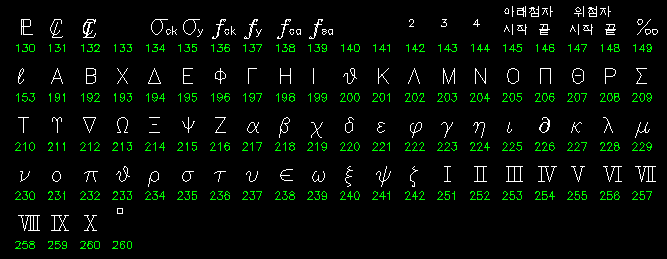 아래첨자 위첨자
ȹ ₵ ₵ σck σy fck fy fca fsa 2 3 4 시작 끝 시작 끝 ‰
130 131 132 133 134 135 136 137 138 139 140 141 142 143 144 145 146 147 148 149
ℓ Α Β Χ Δ Ε Φ Γ Η Ι ϑ Κ Λ Μ Ν Ο Π Θ Ρ Σ
153 191 192 193 194 195 196 197 198 199 200 201 202 203 204 205 206 207 208 209
Τ ϒ ∇ Ω Ξ Ψ Ζ α β χ δ ε φ γ η ι ∂ κ λ μ
210 211 212 213 214 215 216 217 218 219 220 221 222 223 224 225 226 227 228 229
ν ο π ϑ ρ σ τ υ ∈ ω ξ ψ ζ Ⅰ Ⅱ Ⅲ Ⅳ Ⅴ Ⅵ Ⅶ
230 231 232 233 234 235 236 237 238 239 240 241 242 251 252 253 254 255 256 257
Ⅷ Ⅸ Ⅹ □
258 259 260 260